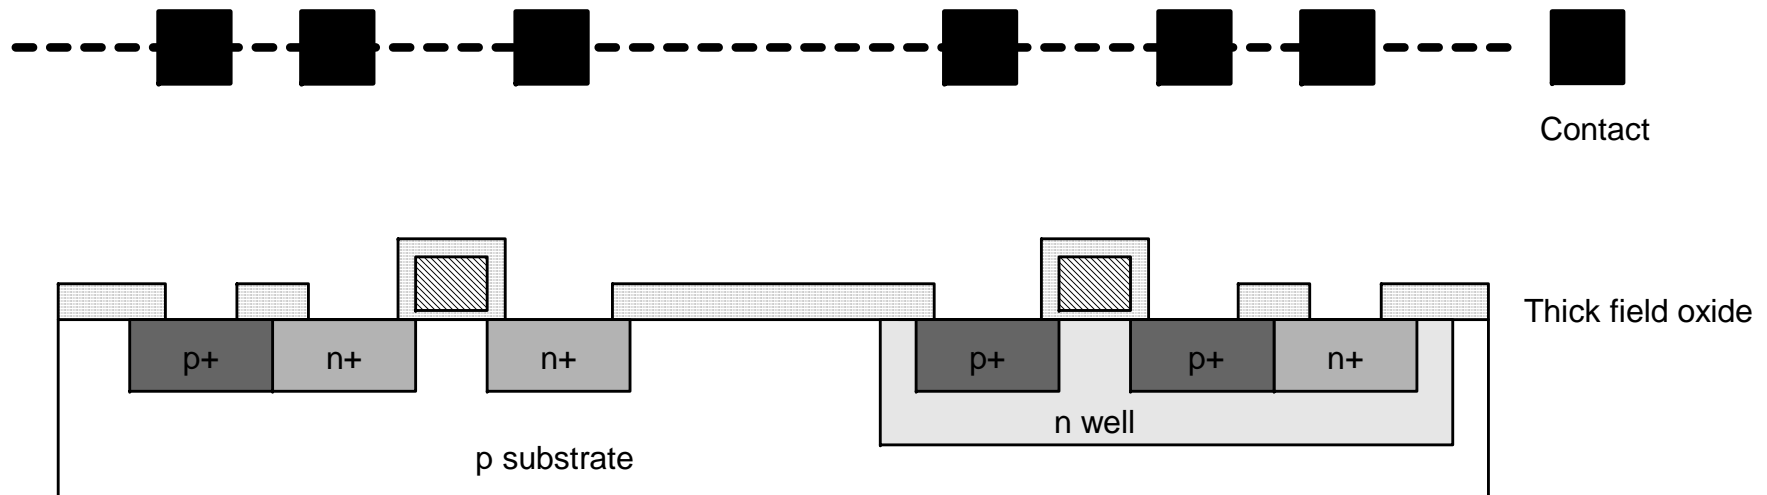 Contact
Thick field oxide
p+
n+
n+
p+
p+
n+
n well
p substrate